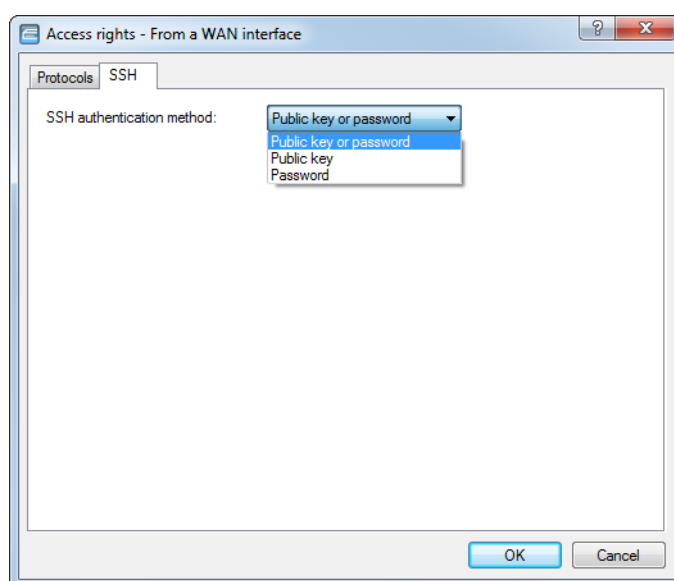 Access rights - From a WAN interface
Protocols SSH
SSH authentication method: Public key or password
Public key or password
Public key
Password
OK Cancel